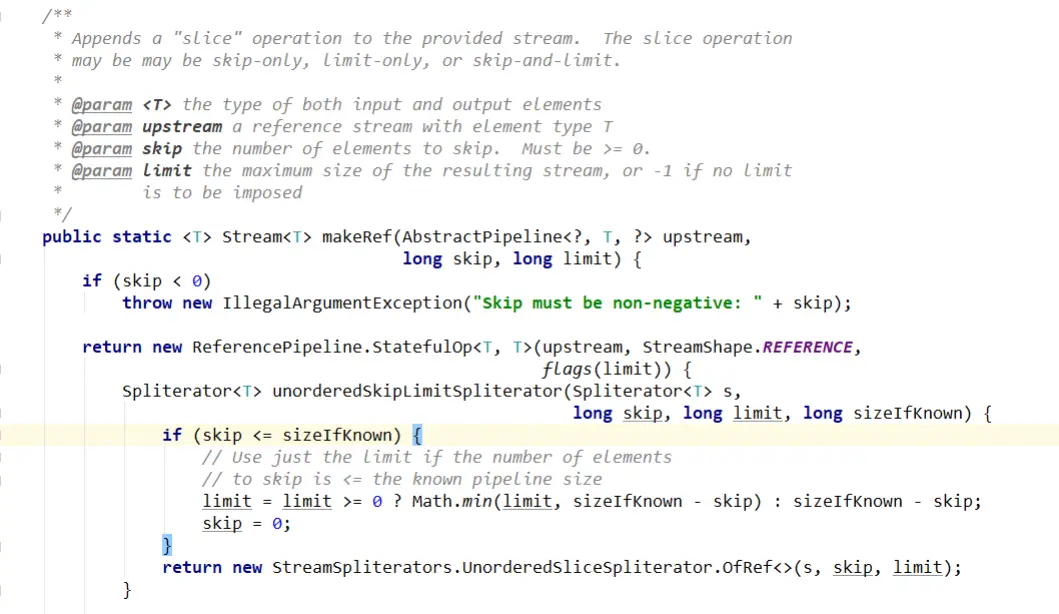 /**
 * Appends a "slice" operation to the provided stream.  The slice operation
 * may be may be skip-only, limit-only, or skip-and-limit.
 *
 * @param <T> the type of both input and output elements
 * @param upstream a reference stream with element type T
 * @param skip the number of elements to skip.  Must be >= 0.
 * @param limit the maximum size of the resulting stream, or -1 if no limit
 *        is to be imposed
 */
public static <T> Stream<T> makeRef(AbstractPipeline<?, T, ?> upstream,
                                    long skip, long limit) {
    if (skip < 0)
        throw new IllegalArgumentException("Skip must be non-negative: " + skip);

    return new ReferencePipeline.StatefulOp<T, T>(upstream, StreamShape.REFERENCE,
                                                  flags(limit)) {
        Spliterator<T> unorderedSkipLimitSpliterator(Spliterator<T> s,
                                                     long skip, long limit, long sizeIfKnown) {
            if (skip <= sizeIfKnown) {
                // Use just the limit if the number of elements
                // to skip is <= the known pipeline size
                limit = limit >= 0 ? Math.min(limit, sizeIfKnown - skip) : sizeIfKnown - skip;
                skip = 0;
            }
            return new StreamSpliterators.UnorderedSliceSpliterator.OfRef<>(s, skip, limit);
        }